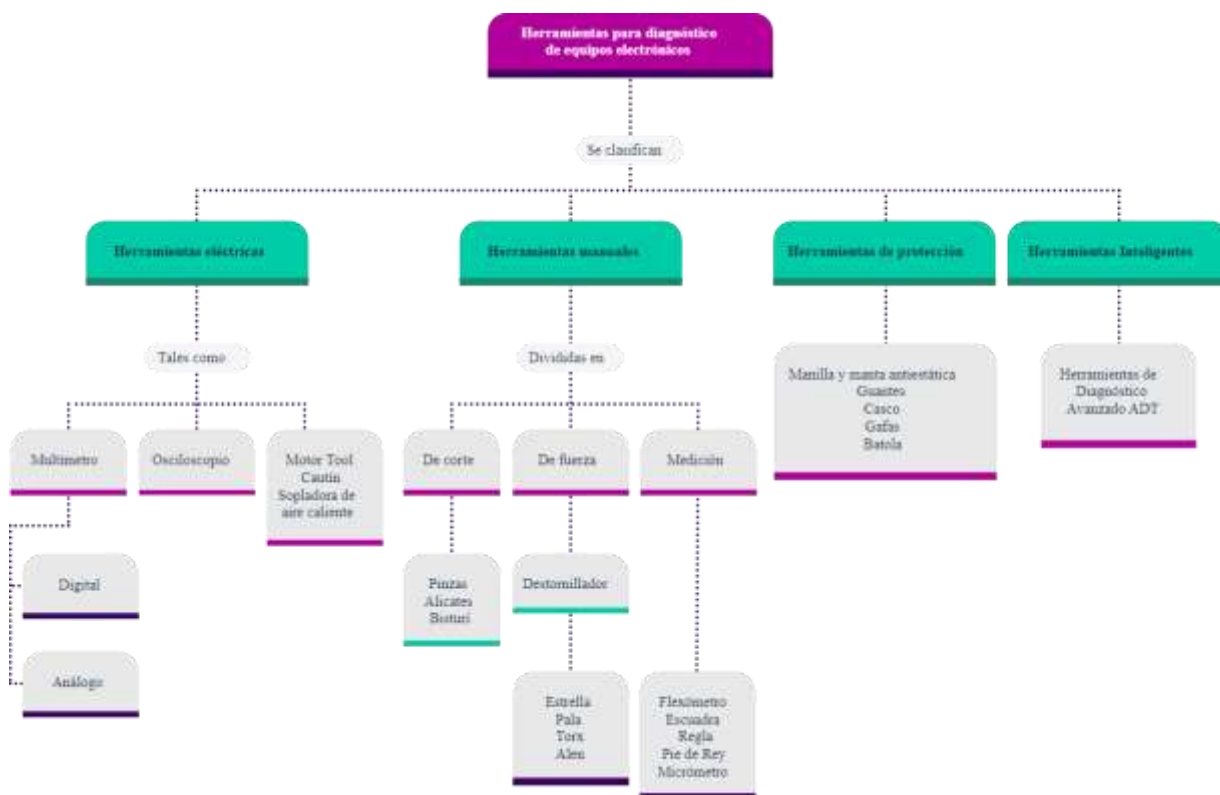 Herramientas para diagnóstico
de equipos electrónicos
Se clasifican
Herramientas eléctricas
Herramientas manuales
Herramientas de protección
Herramientas Inteligentes
Tales como
Divididas en
Manilla y manta antiestática
Guantes
Casco
Gafas
Batola
Herramientas de
Diagnóstico
Avanzado ADT
Multímetro
Osciloscopio
Motor Tool
Cautín
Sopladora de
aire caliente
De corte
De fuerza
Medición
Digital
Análogo
Pinzas
Alicates
Bisturí
Destornillador
Estrella
Pala
Torx
Alen
Flexómetro
Escuadra
Regla
Pie de Rey
Micrómetro